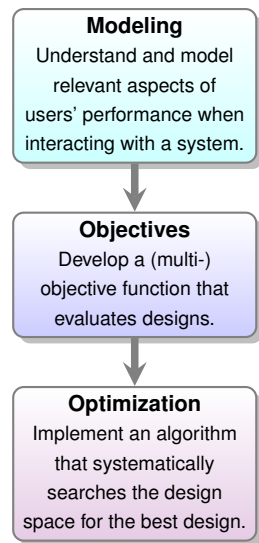 Modeling
Understand and model
relevant aspects of
users’ performance when
interacting with a system.
Objectives
Develop a (multi-)
objective function that
evaluates designs.
Optimization
Implement an algorithm
that systematically
searches the design
space for the best design.